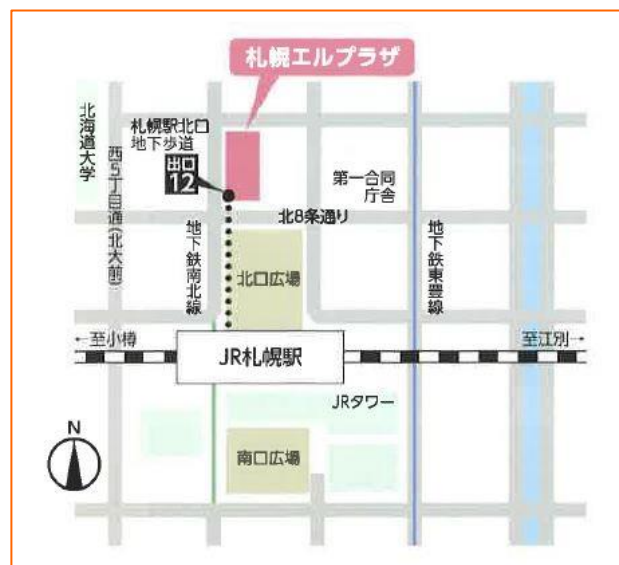 札幌エルプラザ
北海道大学
西5丁目通(北大前)
札幌駅北口
地下歩道
出口
12
第一合同
庁舎
北8条通り
地下鉄南北線
北口広場
地下鉄東豊線
←至小樽
至江別→
JR札幌駅
JRタワー
N
南口広場